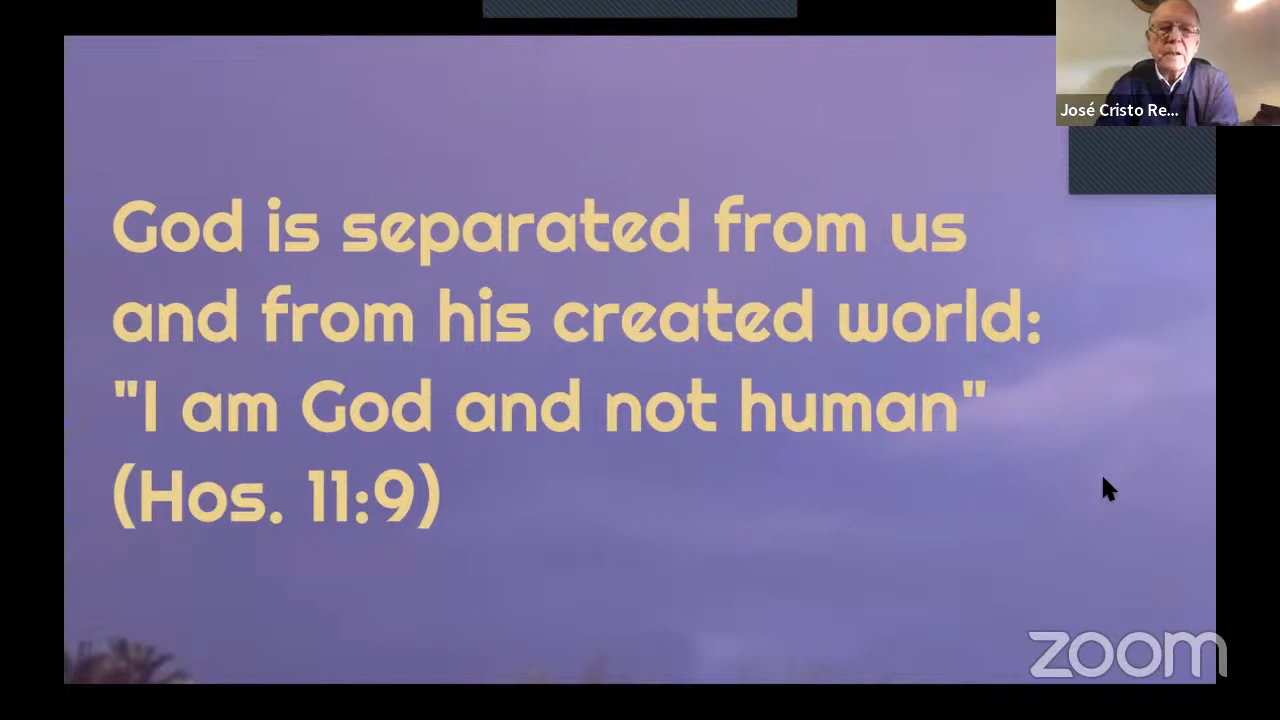 José Cristo Re...
God is separated from us
and from his created world:
"I am God and not human"
(Hos. 11:9)
zoom